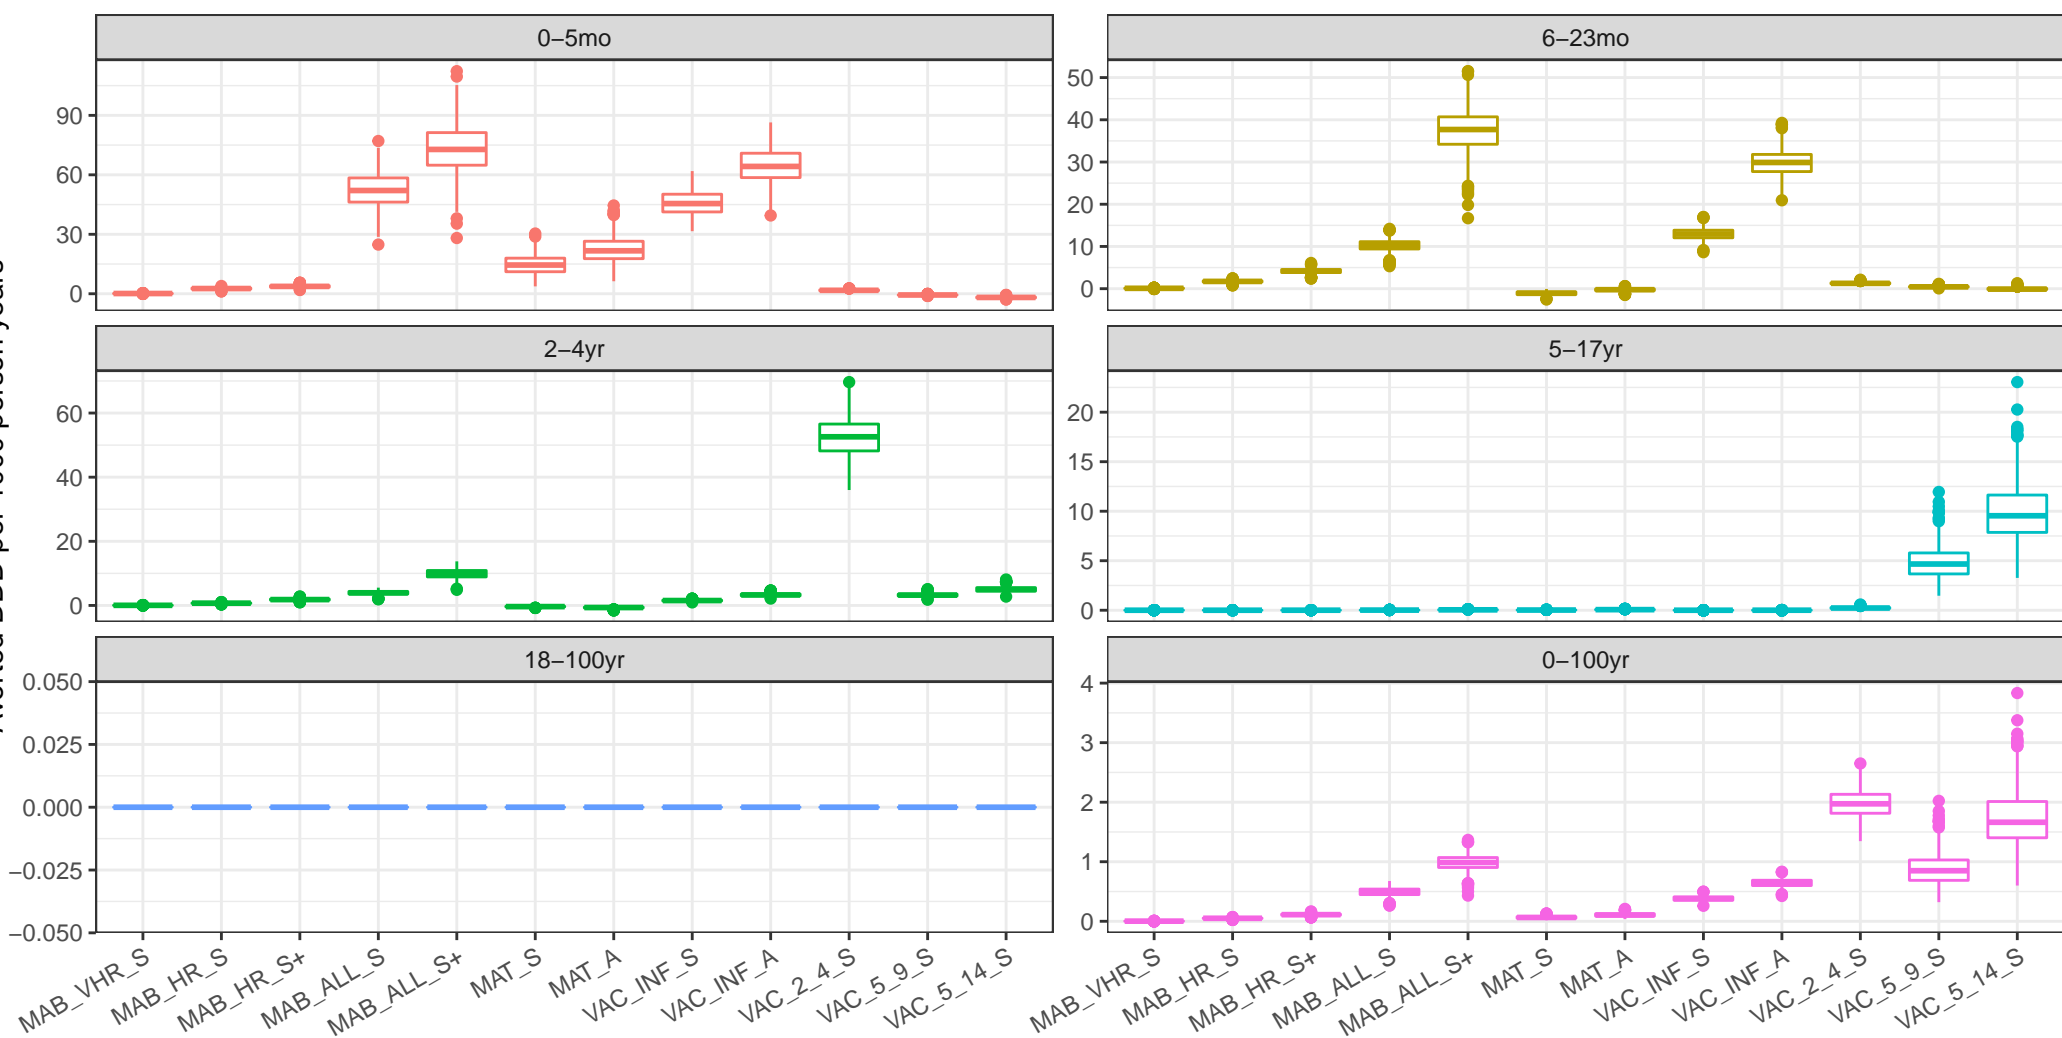 0–5mo
6–23mo
90
60
30
0
50
40
30
20
10
0
2–4yr
5–17yr
60
40
20
0
20
15
10
5
0
18–100yr
0–100yr
0.050
0.025
0.000
−0.025
−0.050
4
3
2
1
0
MAB_VHR_S
MAB_HR_S
MAB_HR_S+
MAB_ALL_S
MAB_ALL_S+
MAT_S
MAT_A
VAC_INF_S
VAC_INF_A
VAC_2_4_S
VAC_5_9_S
VAC_5_14_S
MAB_VHR_S
MAB_HR_S
MAB_HR_S+
MAB_ALL_S
MAB_ALL_S+
MAT_S
MAT_A
VAC_INF_S
VAC_INF_A
VAC_2_4_S
VAC_5_9_S
VAC_5_14_S